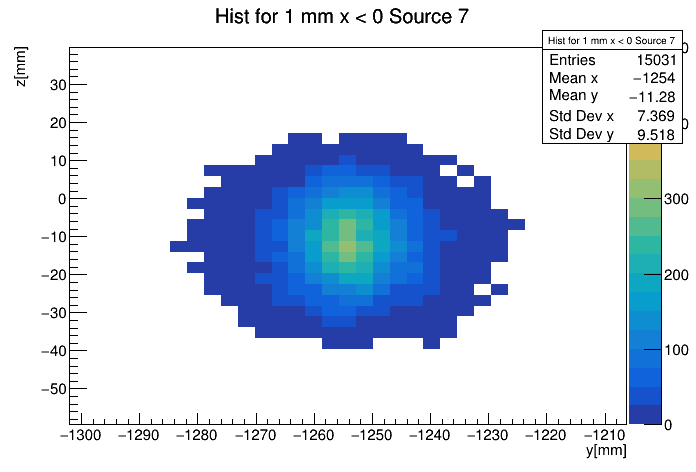 Hist for 1 mm x < 0 Source 7
Hist for 1 mm x < 0 Source 7
Entries 15031
Mean x −1254
Mean y −11.28
Std Dev x 7.369
Std Dev y 9.518
z[mm]
30
20
10
0
−10
−20
−30
−40
−50
−1300 −1290 −1280 −1270 −1260 −1250 −1240 −1230 −1220 −1210
y[mm]
300
200
100
0